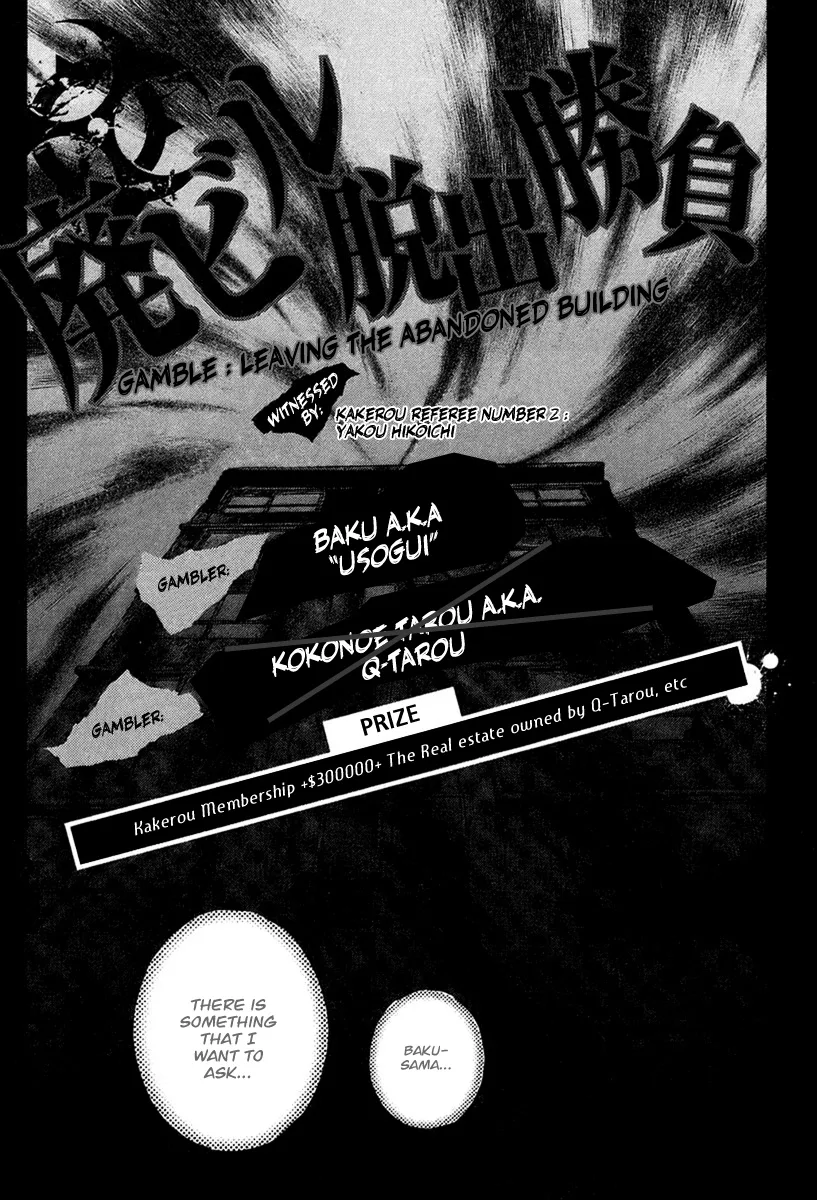 廃ビル脱出勝負
GAMBLE : LEAVING THE ABANDONED BUILDING
WITNESSED
BY:
KAKEROU REFEREE NUMBER 2 :
YAKOU HIKOICHI
GAMBLER:
BAKU A.K.A
"USOGUI"
GAMBLER:
KOKONOE TAROU A.K.A.
Q-TAROU
PRIZE
Kakerou Membership +$300000+ The Real estate owned by Q-Tarou, etc
BAKU-
SAMA...
THERE IS
SOMETHING
THAT I
WANT TO
ASK...